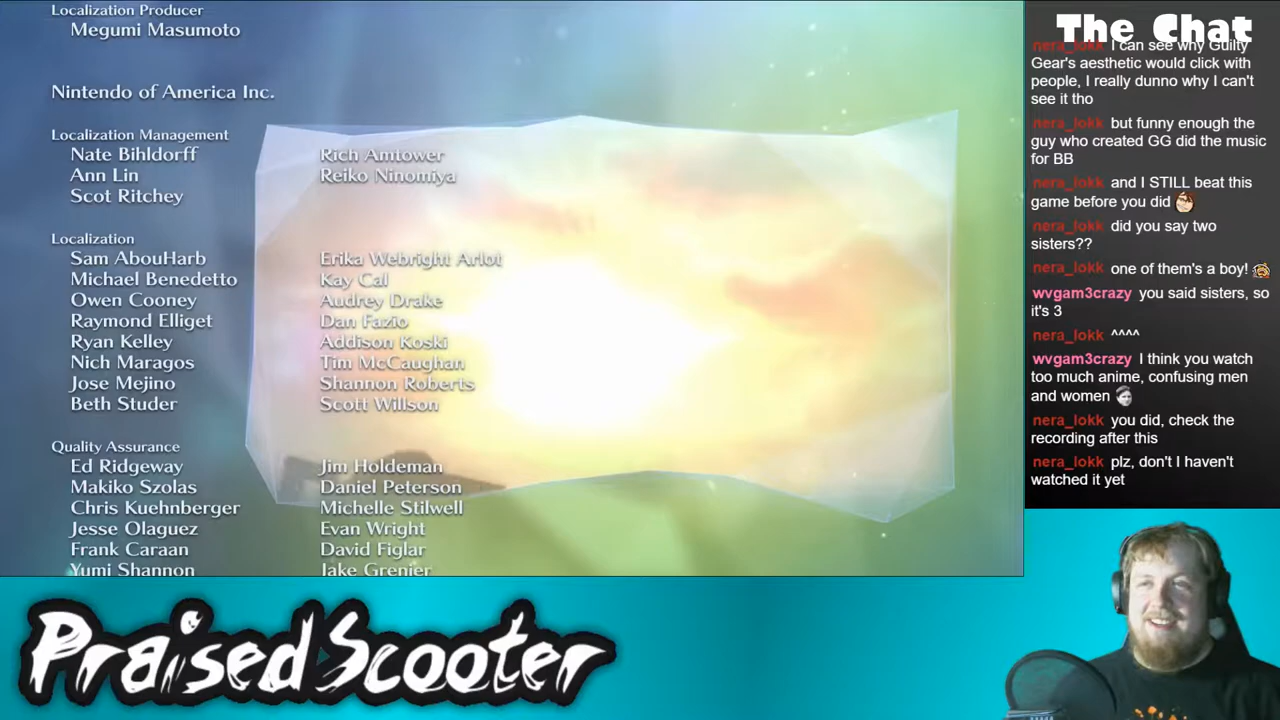 Localization Producer
Megumi Masumoto
Nintendo of America Inc.
Localization Management
Nate Bihldorff Rich Amtower
Ann Lin Reiko Ninomiya
Scot Ritchey
Localization
Sam AbouHarb Erika Webright Arlot
Michael Benedetto Kay Cal
Owen Cooney Audrey Drake
Raymond Elliget Dan Fazio
Ryan Kelley Addison Koski
Nich Maragos Tim McCaughan
Jose Mejino Shannon Roberts
Beth Studer Scott Willson
Quality Assurance
Ed Ridgeway Jim Holdeman
Makiko Szolas Daniel Peterson
Chris Kuehnberger Michelle Stilwell
Jesse Olaguez Evan Wright
Frank Caraan David Figlar
Yumi Shannon Jake Grenier
The Chat
nera_lokk I can see why Guilty
Gear's aesthetic would click with
people, I really dunno why I can't
see it tho
nera_lokk but funny enough the
guy who created GG did the music
for BB
nera_lokk and I STILL beat this
game before you did
nera_lokk did you say two
sisters??
nera_lokk one of them's a boy!
wvgam3crazy you said sisters, so
it's 3
nera_lokk ^^^^
wvgam3crazy I think you watch
too much anime, confusing men
and women
nera_lokk you did, check the
recording after this
nera_lokk plz, don't I haven't
watched it yet
PraisedScooter